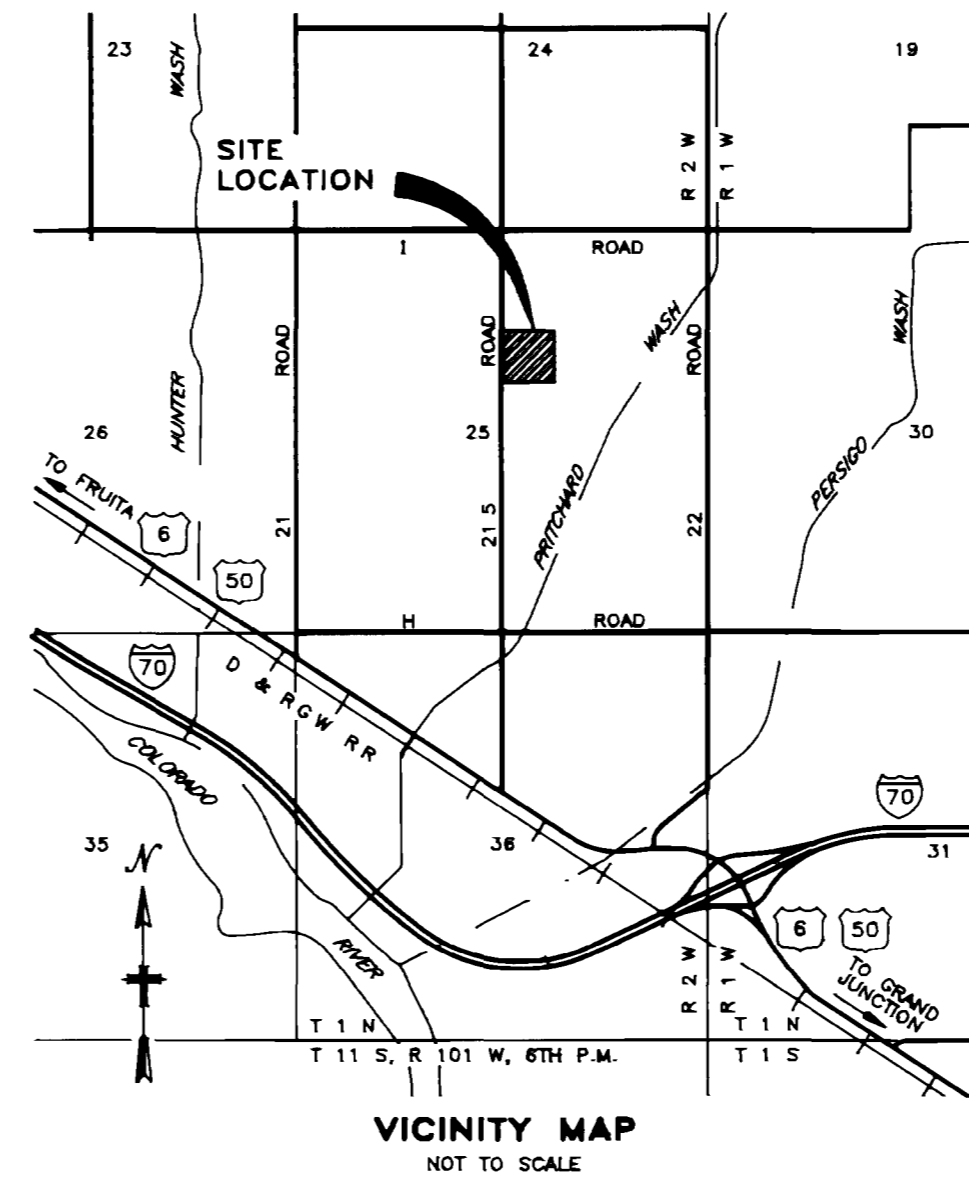 23
24
19
WASH
SITE
LOCATION
R 2 W
R 1 W
I ROAD
ROAD
ROAD
WASH
ROAD
WASH
HUNTER
26
25
30
TO FRUITA
PERSIGO
6
50
21
21 5
PRITCHARD
22
H ROAD
70
D & R G W R R
COLORADO
70
35
36
31
N
6
50
RIVER
R 2 W
R 1 W
TO GRAND
JUNCTION
T 1 N
T 1 N
T 11 S, R 101 W, 6TH P.M.
T 1 S
VICINITY MAP
NOT TO SCALE